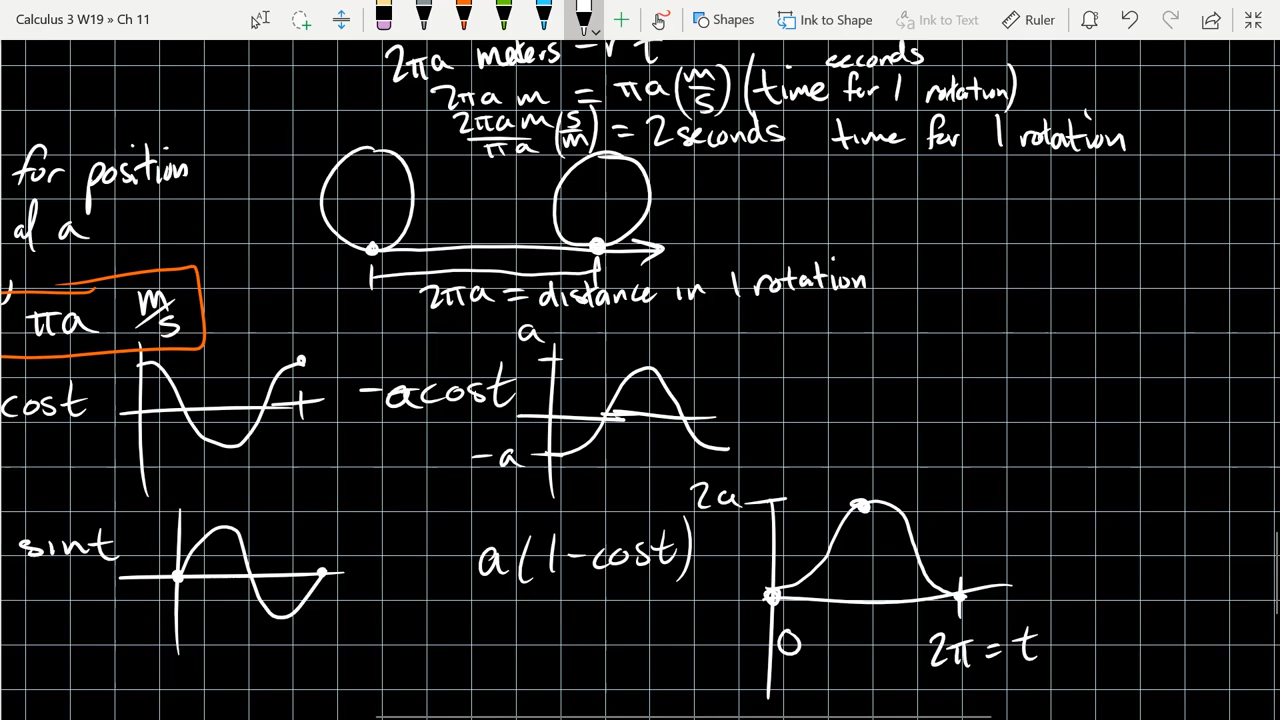 Calculus 3 W19 » Ch 11
Shapes
Ink to Shape
Ink to Text
Ruler
2πa meters = r t
seconds
2πa m = πa (m/s) (time for 1 rotation)
2πa m/πa (s/m) = 2 seconds time for 1 rotation
for position
al a
2πa = distance in 1 rotation
πa m/s
cost
-acost
a
-a
sint
a(1-cost)
2a
0
2π = t